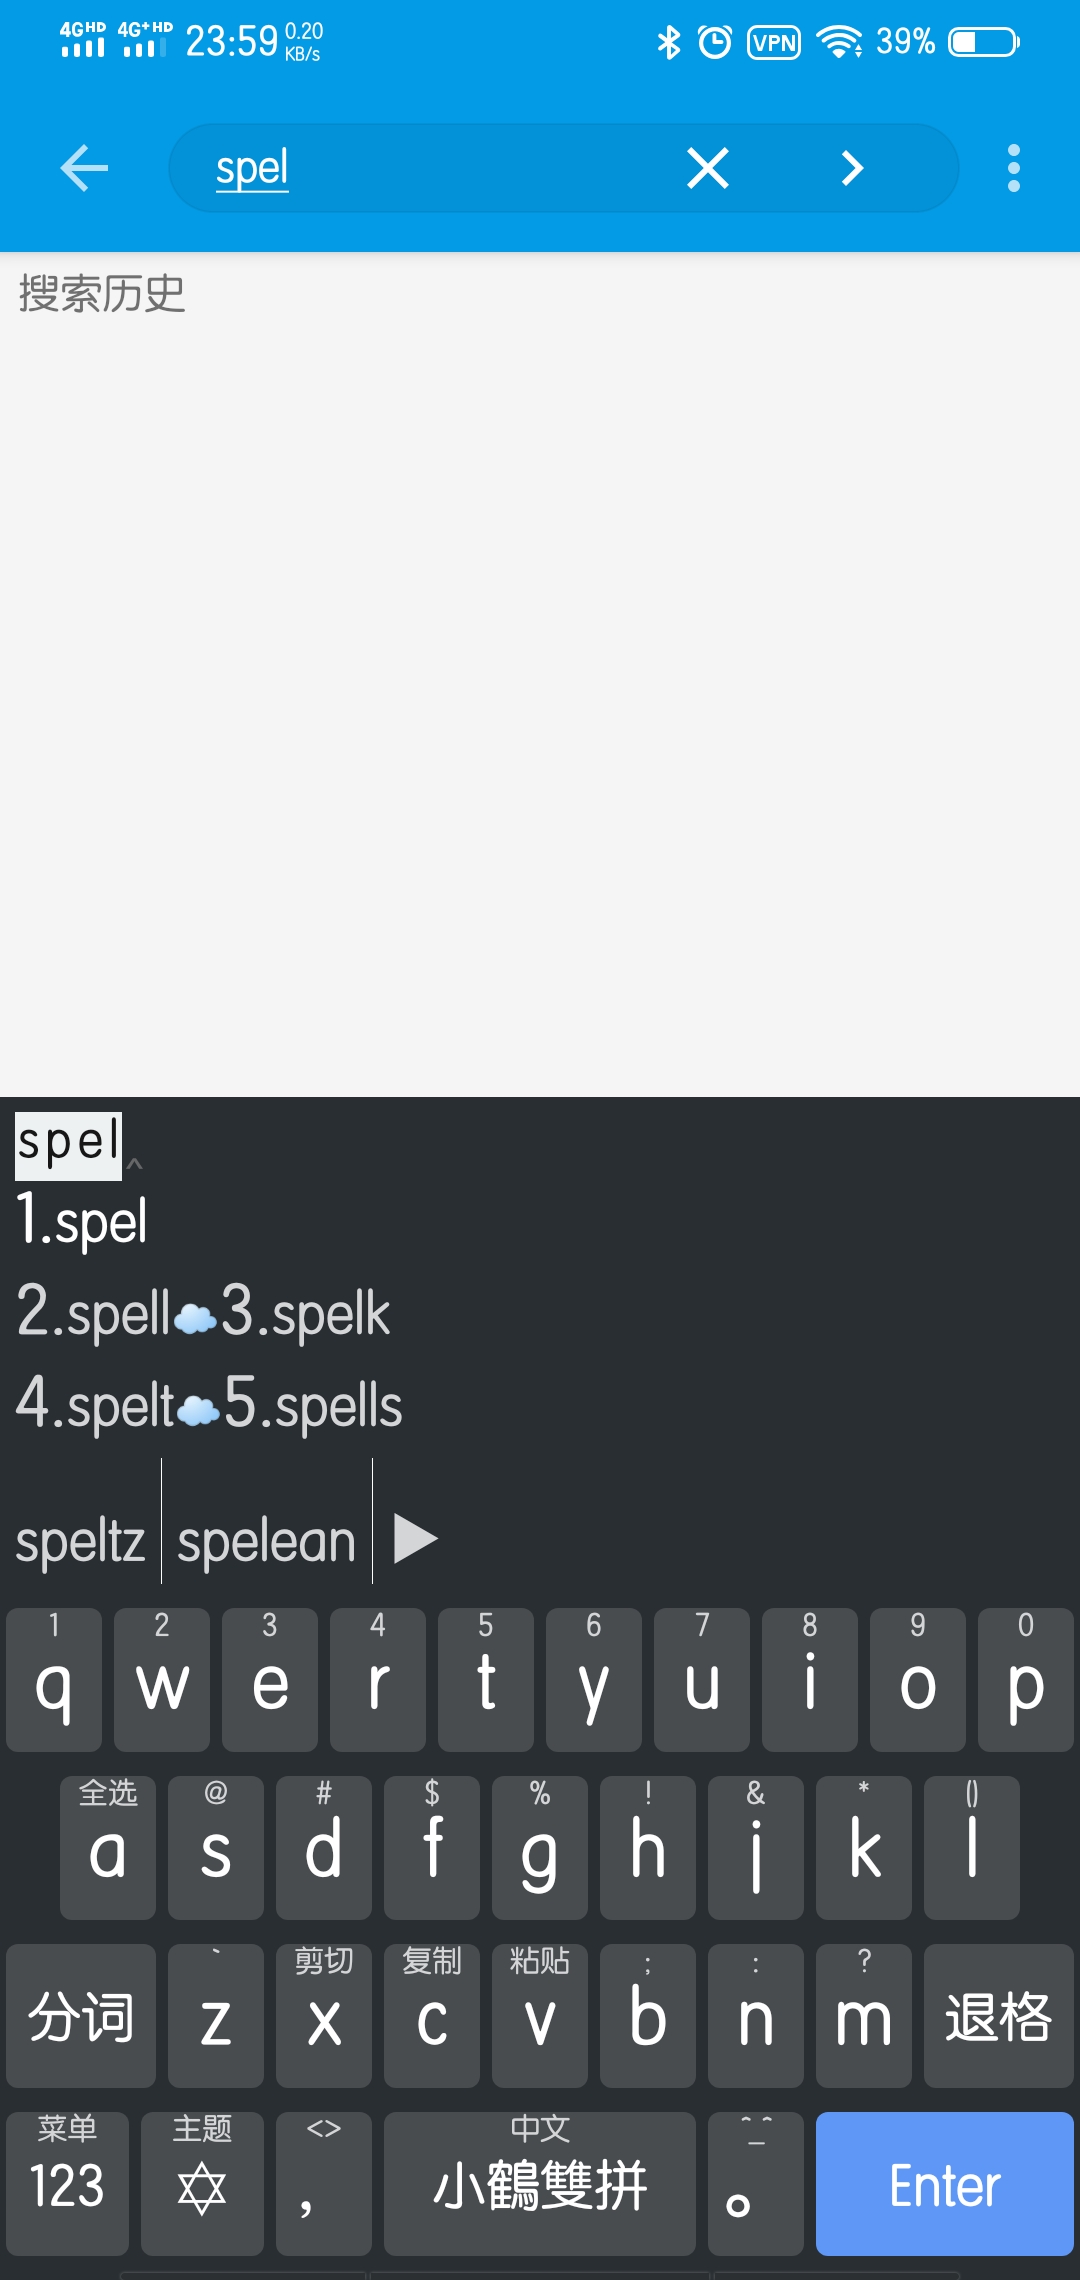 4G HD 4G+ HD 23:59 0.20 KB/s VPN 39%
spel
搜索历史
spel^
1.spel
2.spell☁️3.spelk
4.spelt☁️5.spells
speltz spelean ▶
1 2 3 4 5 6 7 8 9 0
q w e r t y u i o p
全选 @ # $ % ! & * ()
a s d f g h j k l
` 剪切 复制 粘贴 ; : ?
分词 z x c v b n m 退格
菜单 主题 <> 中文 ^_^
123 ✡ , 小鶴雙拼 。 Enter